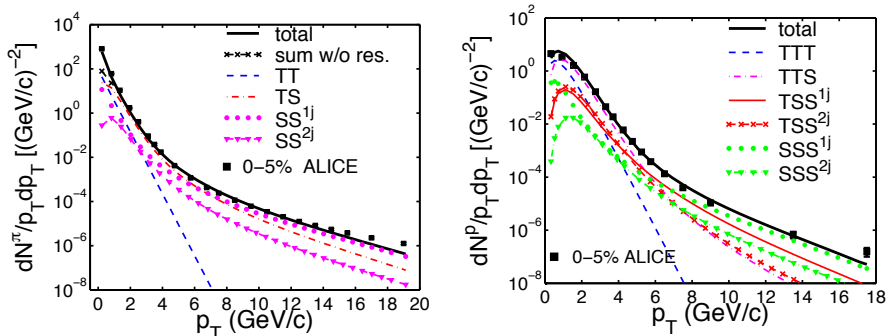 dN^π/p_T dp_T [(GeV/c)^−2]
10^4
10^2
10^0
10^−2
10^−4
10^−6
10^−8
total
sum w/o res.
TT
TS
SS^1j
SS^2j
0−5% ALICE
0 2 4 6 8 10 12 14 16 18 20
p_T (GeV/c)
dN^p/p_T dp_T [(GeV/c)^−2]
10^2
10^0
10^−2
10^−4
10^−6
10^−8
total
TTT
TTS
TSS^1j
TSS^2j
SSS^1j
SSS^2j
0−5% ALICE
0 2 4 6 8 10 12 14 16 18
p_T (GeV/c)